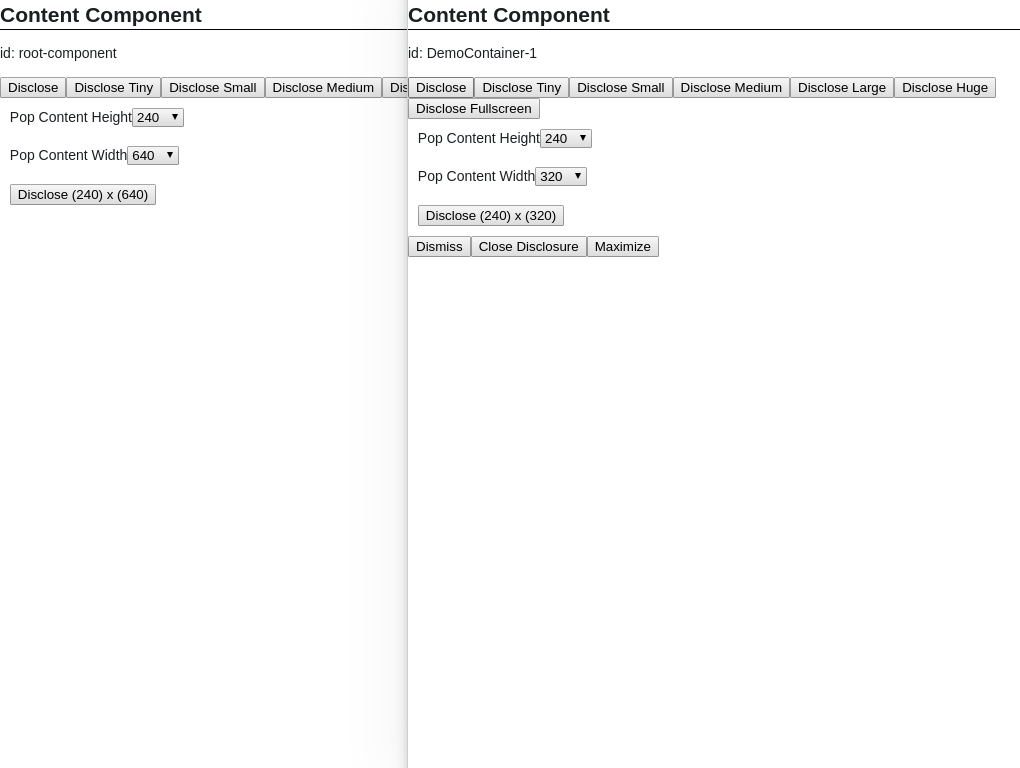 Content Component
id: root-component
Disclose Disclose Tiny Disclose Small Disclose Medium Dis
Pop Content Height 240
Pop Content Width 640
Disclose (240) x (640)
Content Component
id: DemoContainer-1
Disclose Disclose Tiny Disclose Small Disclose Medium Disclose Large Disclose Huge
Disclose Fullscreen
Pop Content Height 240
Pop Content Width 320
Disclose (240) x (320)
Dismiss Close Disclosure Maximize